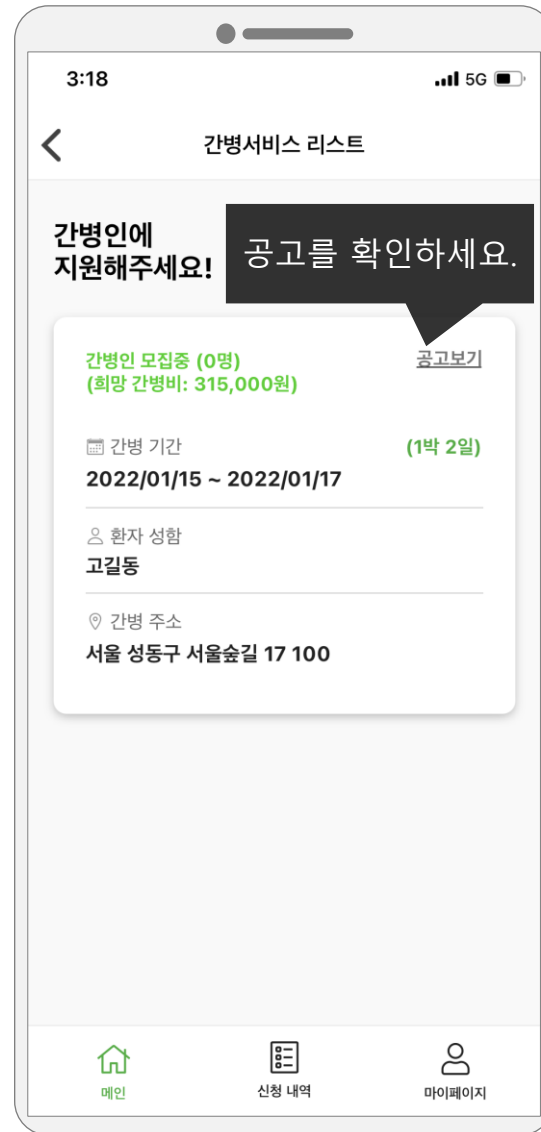 3:18
5G
간병서비스 리스트
간병인에
지원해주세요!
공고를 확인하세요.
간병인 모집중 (0명)
공고보기
(희망 간병비: 315,000원)
간병 기간
(1박 2일)
2022/01/15 ~ 2022/01/17
환자 성함
고길동
간병 주소
서울 성동구 서울숲길 17 100
메인
신청 내역
마이페이지